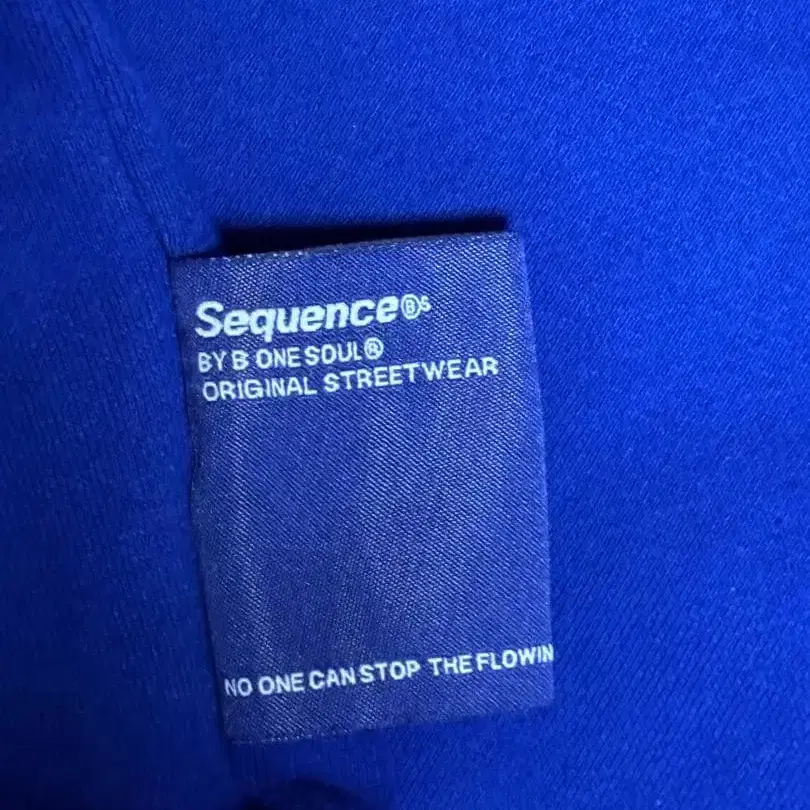 Sequence®s
BY B ONE SOUL®
ORIGINAL STREETWEAR
NO ONE CAN STOP THE FLOWIN